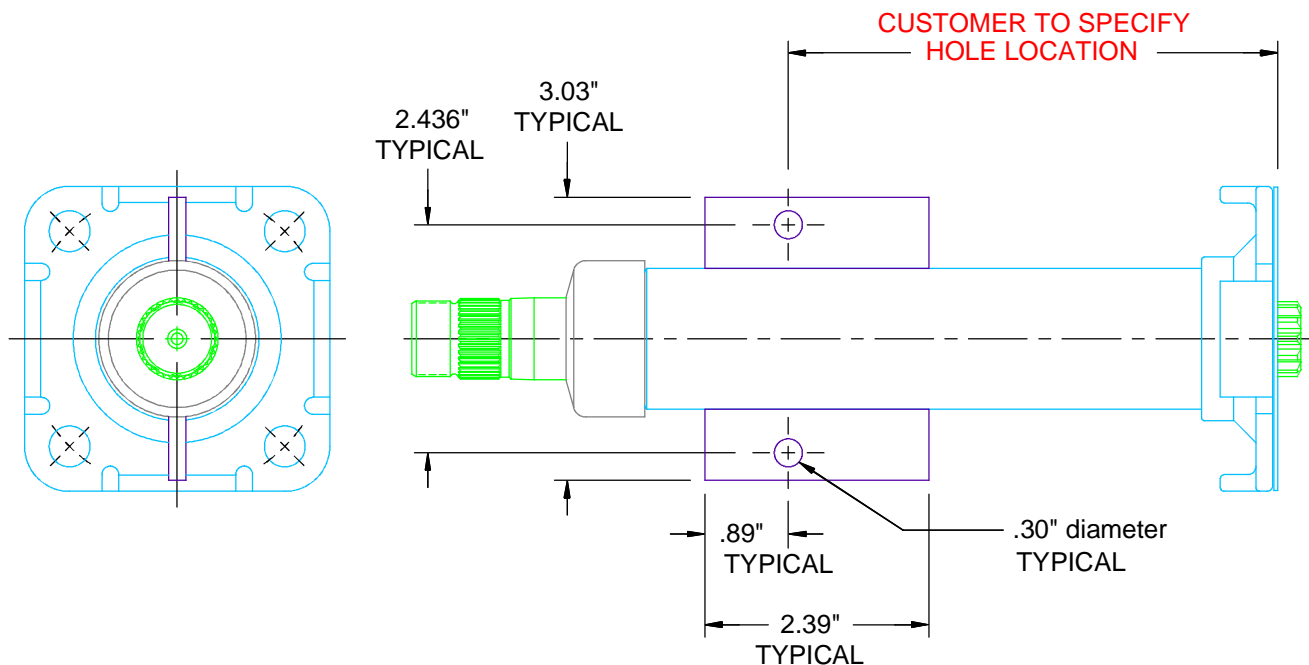 CUSTOMER TO SPECIFY
HOLE LOCATION
3.03"
TYPICAL
2.436"
TYPICAL
.89"
TYPICAL
.30" diameter
TYPICAL
2.39"
TYPICAL